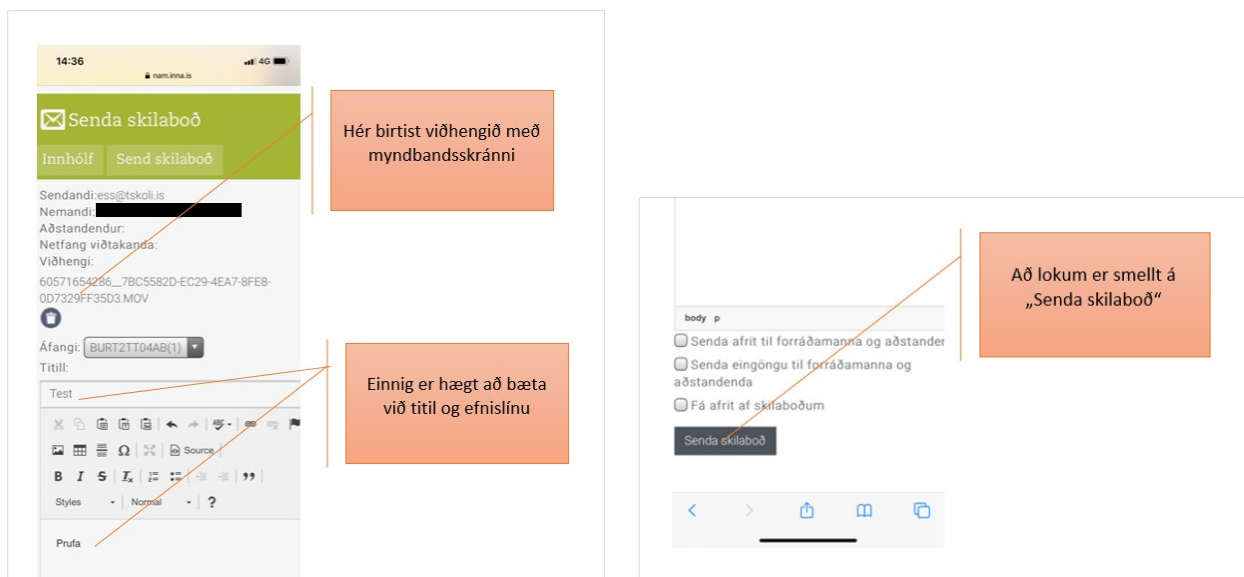 14:36
4G
nam.inna.is
Senda skilaboð
Innhólf Send skilaboð
Sendandi:ess@tskoli.is
Nemandi:
Aðstandendur:
Netfang viðtakanda:
Viðhengi:
60571654286__7BC5582D-EC29-4EA7-8FE8-
0D7329FF35D3.MOV
Áfangi: BURT2TT04AB(1)
Titill:
Test
Source
B I S Ix
Styles Normal ?
Prufa
Hér birtist viðhengið með
myndbandsskránni
Einnig er hægt að bæta
við titil og efnislínu
body p
Senda afrit til forráðamanna og aðstander
Senda eingöngu til forráðamanna og
aðstandenda
Fá afrit af skilaboðum
Senda skilaboð
Að lokum er smellt á
„Senda skilaboð“